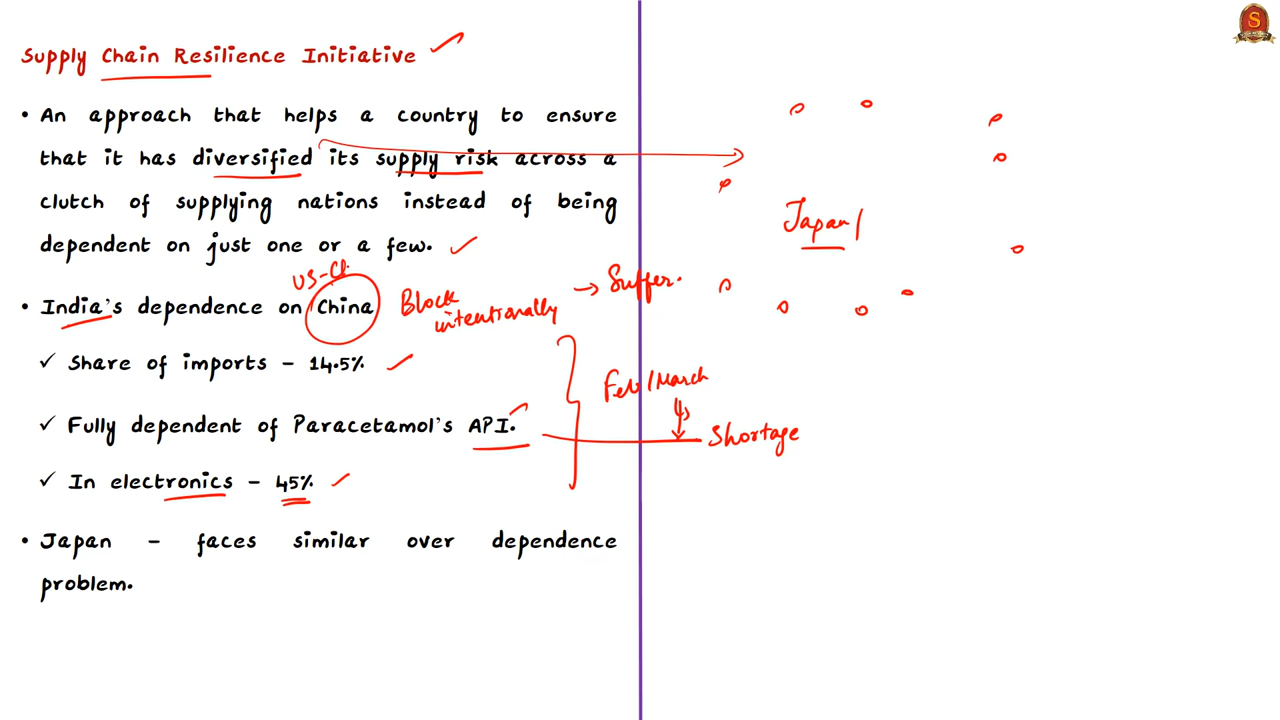 Supply Chain Resilience Initiative
• An approach that helps a country to ensure
that it has diversified its supply risk across a
clutch of supplying nations instead of being
dependent on just one or a few.
US-Ch
• India's dependence on China
Block
intentionally
→ Suffer.
Japan/
✓ Share of imports – 14.5%
Feb/March
✓ Fully dependent of Paracetamol's API.
Shortage
✓ In electronics – 45%
• Japan – faces similar over dependence
problem.
S